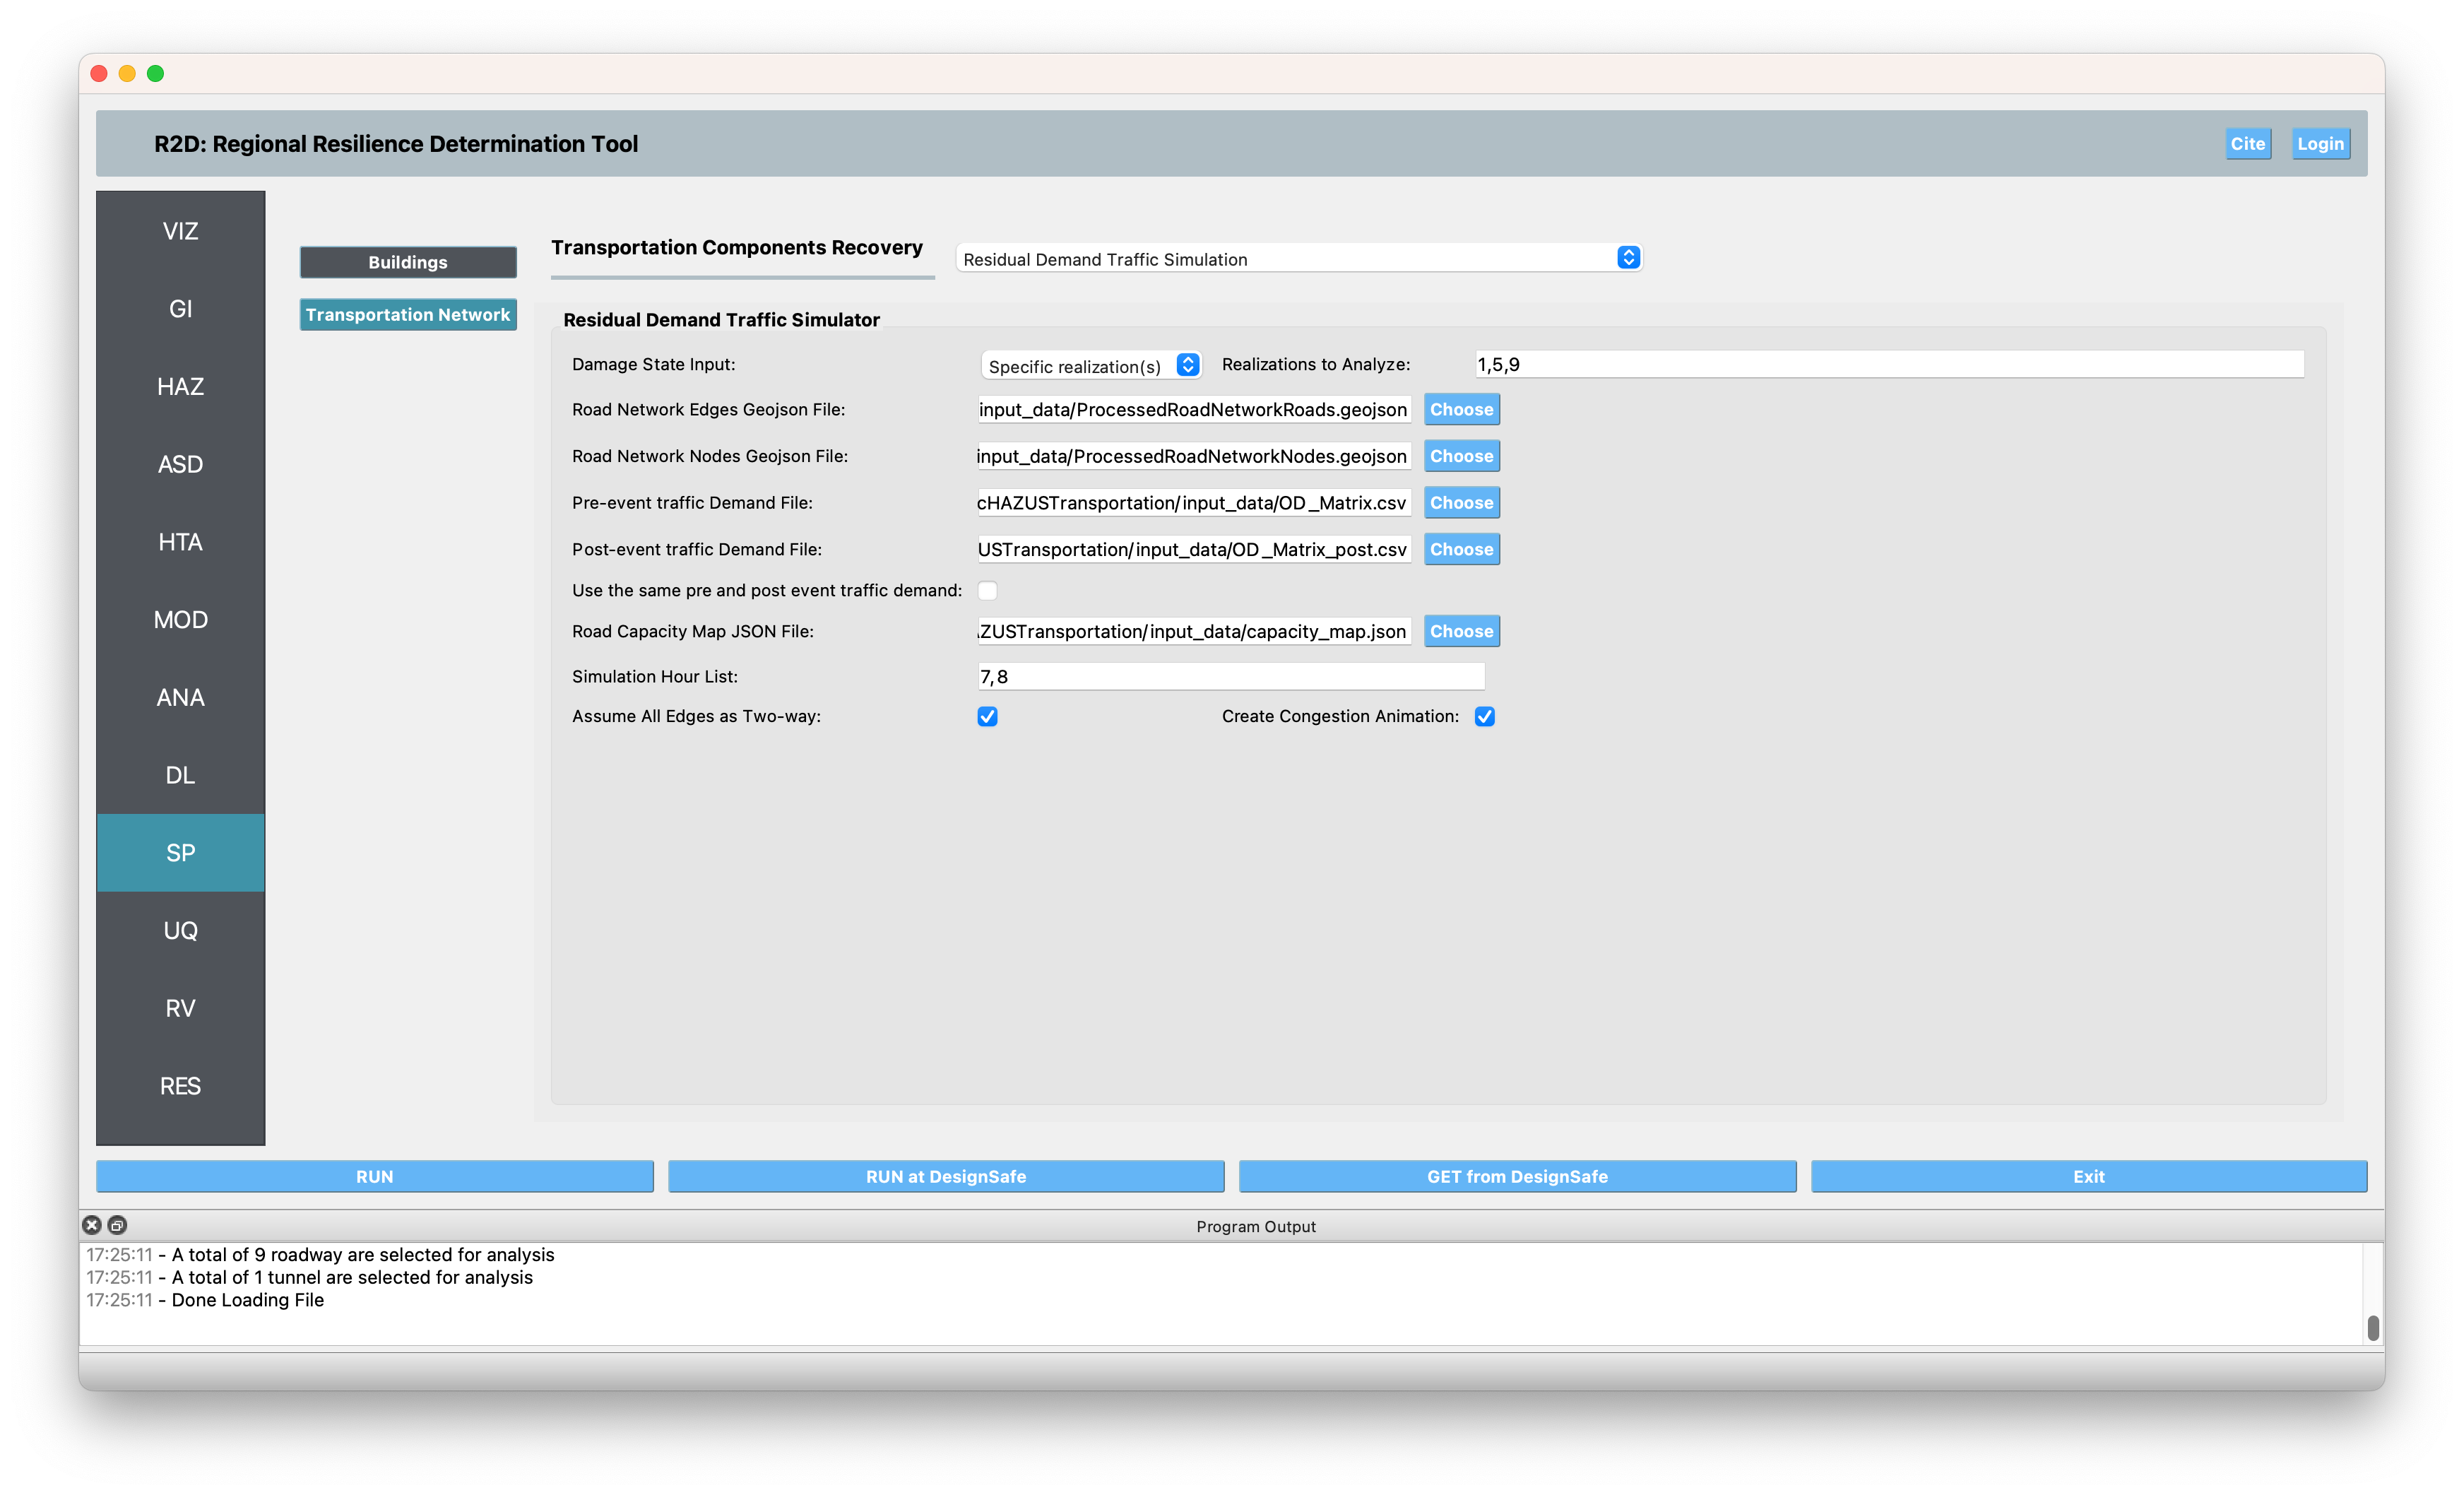 R2D: Regional Resilience Determination Tool
Cite
Login
VIZ
GI
HAZ
ASD
HTA
MOD
ANA
DL
SP
UQ
RV
RES
Buildings
Transportation Network
Transportation Components Recovery
Residual Demand Traffic Simulation
Residual Demand Traffic Simulator
Damage State Input: Specific realization(s) Realizations to Analyze: 1,5,9
Road Network Edges Geojson File: input_data/ProcessedRoadNetworkRoads.geojson Choose
Road Network Nodes Geojson File: input_data/ProcessedRoadNetworkNodes.geojson Choose
Pre-event traffic Demand File: cHAZUSTransportation/input_data/OD_Matrix.csv Choose
Post-event traffic Demand File: USTransportation/input_data/OD_Matrix_post.csv Choose
Use the same pre and post event traffic demand:
Road Capacity Map JSON File: ZUSTransportation/input_data/capacity_map.json Choose
Simulation Hour List: 7,8
Assume All Edges as Two-way: Create Congestion Animation:
RUN
RUN at DesignSafe
GET from DesignSafe
Exit
Program Output
17:25:11 - A total of 9 roadway are selected for analysis
17:25:11 - A total of 1 tunnel are selected for analysis
17:25:11 - Done Loading File